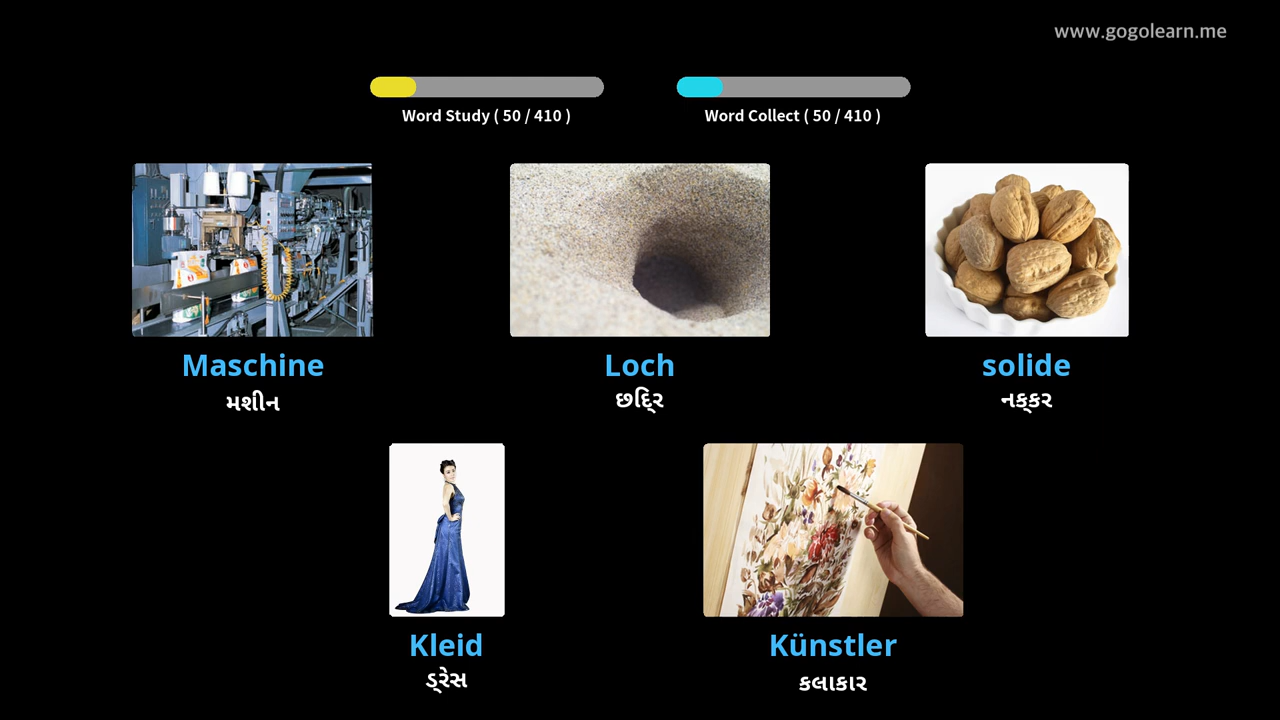 www.gogolearn.me
Word Study ( 50 / 410 )
Word Collect ( 50 / 410 )
Maschine
મશીન
Loch
છિદ્ર
solide
નક્કર
Kleid
ડ્રેસ
Künstler
કલાકાર